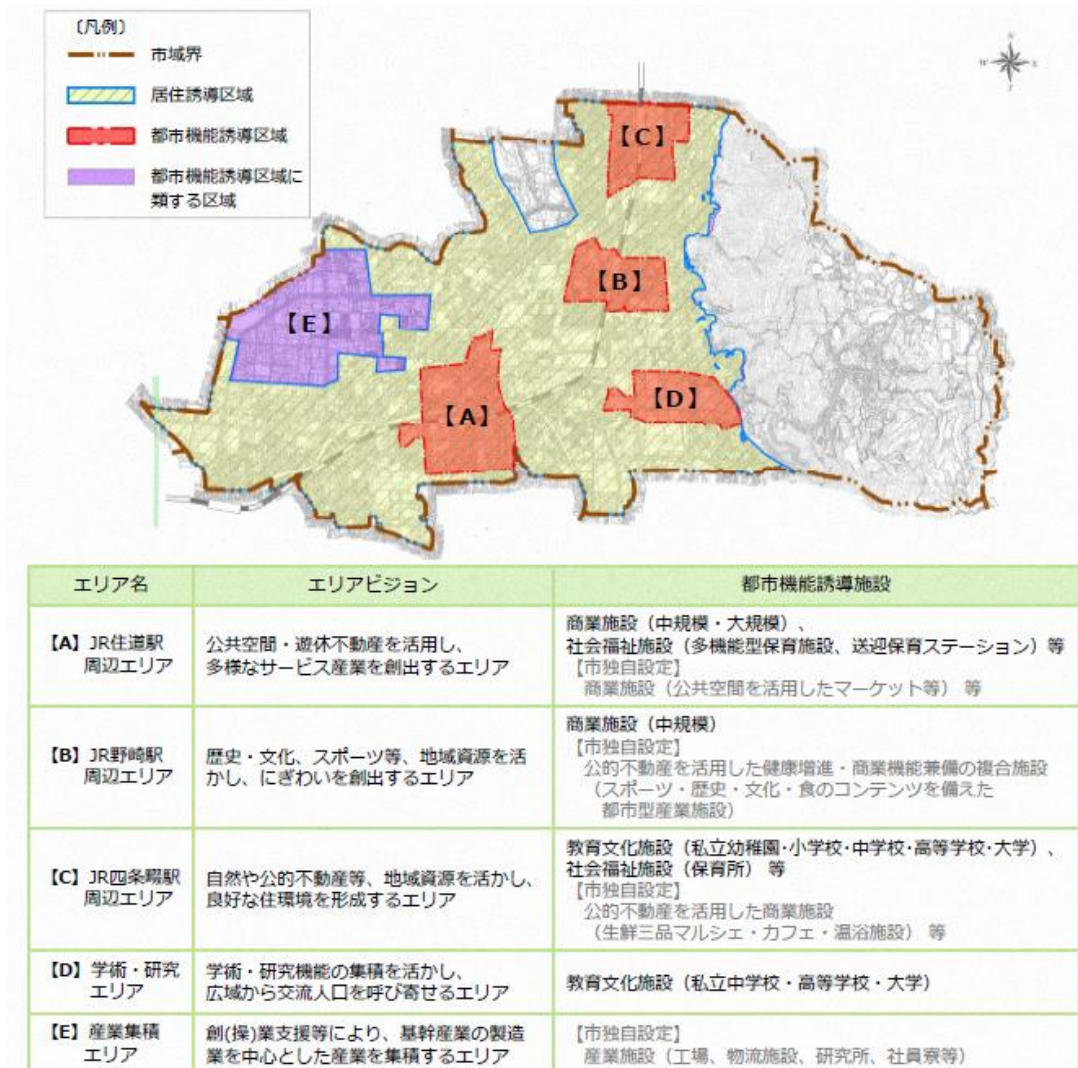 （凡例）
市域界
居住誘導区域
都市機能誘導区域
都市機能誘導区域に
類する区域
【C】
【B】
【E】
【D】
【A】
エリア名
エリアビジョン
都市機能誘導施設
【A】JR住道駅
周辺エリア
公共空間・遊休不動産を活用し、
多様なサービス産業を創出するエリア
商業施設（中規模・大規模）、
社会福祉施設（多機能型保育施設、送迎保育ステーション）等
【市独自設定】
商業施設（公共空間を活用したマーケット等） 等
【B】JR野崎駅
周辺エリア
歴史・文化、スポーツ等、地域資源を活
かし、にぎわいを創出するエリア
商業施設（中規模）
【市独自設定】
公的不動産を活用した健康増進・商業機能兼備の複合施設
（スポーツ・歴史・文化・食のコンテンツを備えた
都市型産業施設）
【C】JR四条畷駅
周辺エリア
自然や公的不動産等、地域資源を活かし、
良好な住環境を形成するエリア
教育文化施設（私立幼稚園・小学校・中学校・高等学校・大学）、
社会福祉施設（保育所） 等
【市独自設定】
公的不動産を活用した商業施設
（生鮮三品マルシェ・カフェ・温浴施設） 等
【D】学術・研究
エリア
学術・研究機能の集積を活かし、
広域から交流人口を呼び寄せるエリア
教育文化施設（私立中学校・高等学校・大学）
【E】産業集積
エリア
創(操)業支援等により、基幹産業の製造
業を中心とした産業を集積するエリア
【市独自設定】
産業施設（工場、物流施設、研究所、社員寮等）